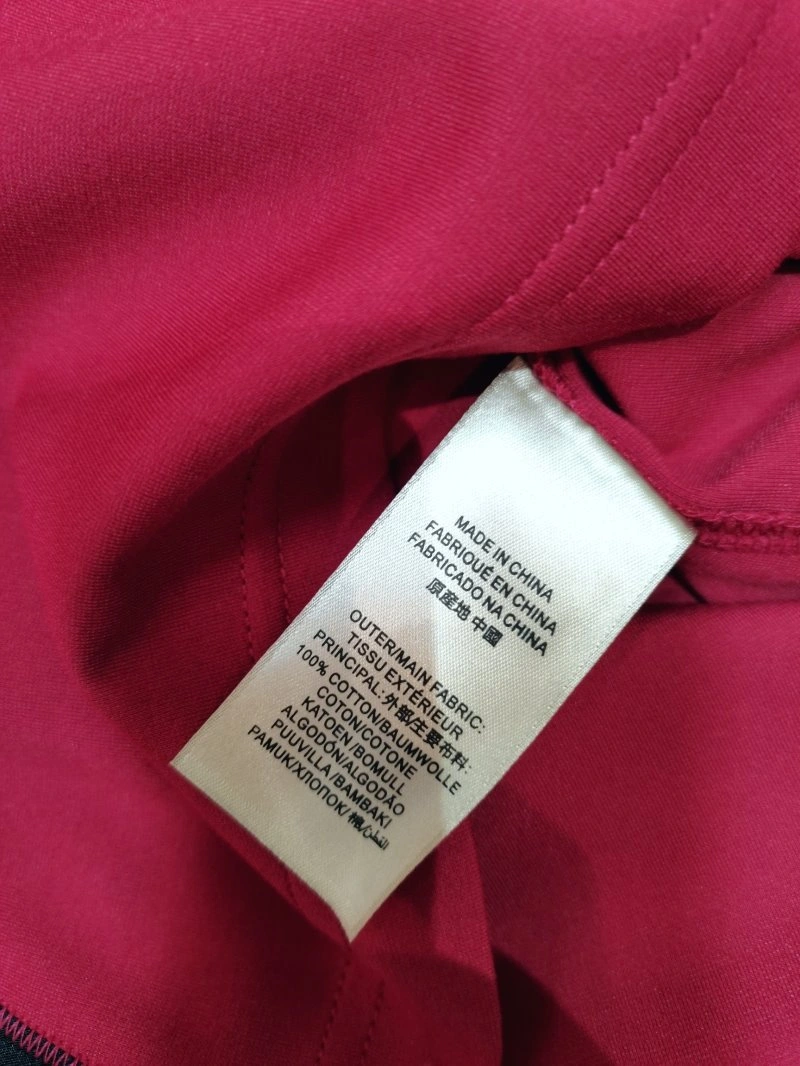 MADE IN CHINA
FABRIQUÉ EN CHINA
FABRICADO NA CHINA
原産地 中國
OUTER/MAIN FABRIC:
TISSU EXTÉRIEUR
PRINCIPAL:外部/主要布料:
100% COTTON/BAUMWOLLE
COTON/COTONE
KATOEN/BOMULL
ALGODÓN/ALGODÃO
PUUVILLA/BAMBAKI
PAMUK/ХЛОПОК/棉/القطن